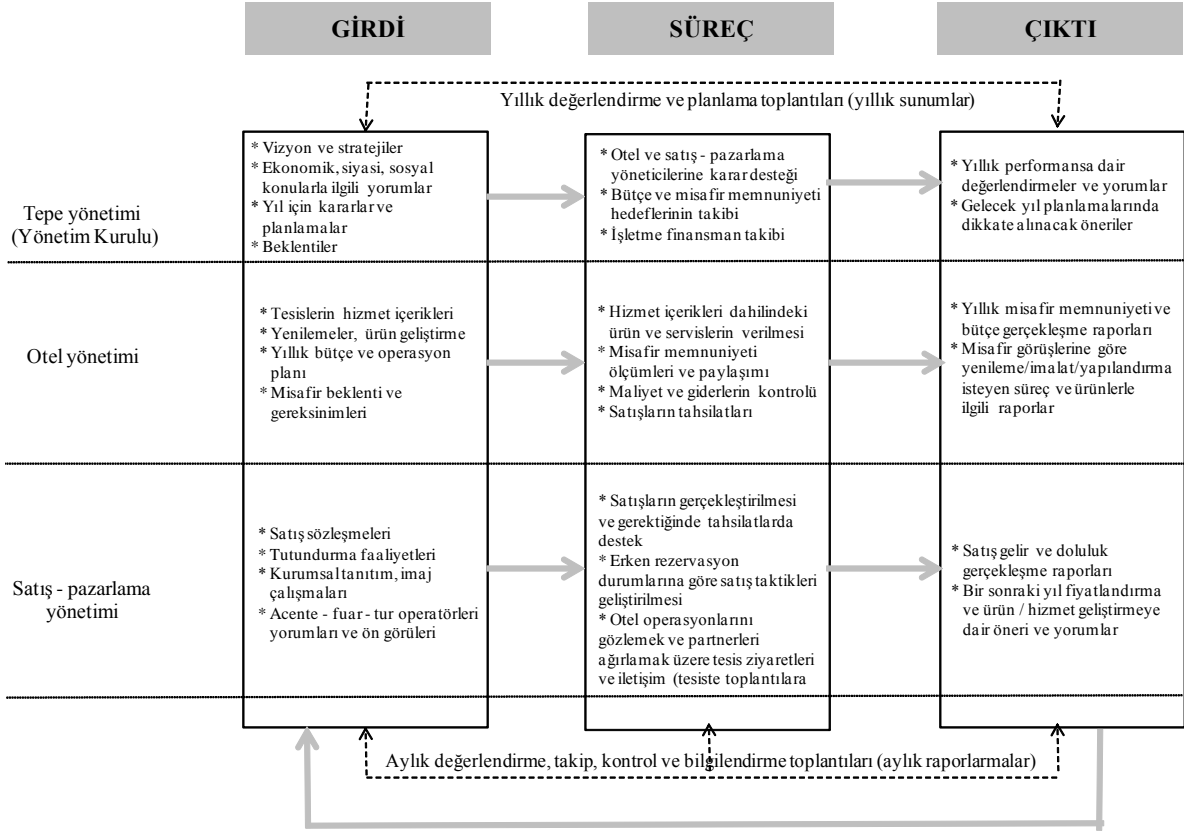 GİRDİ
SÜREÇ
ÇIKTI
Yıllık değerlendirme ve planlama toplantıları (yıllık sunumlar)
Tepe yönetimi
(Yönetim Kurulu)
* Vizyon ve stratejiler
* Ekonomik, siyasi, sosyal
konularla ilgili yorumlar
* Yıl için kararlar ve
planlamalar
* Beklentiler
* Otel ve satış - pazarlama
yöneticilerine karar desteği
* Bütçe ve misafir memnuniyeti
hedeflerinin takibi
* İşletme finansman takibi
* Yıllık performansa dair
değerlendirmeler ve yorumlar
* Gelecek yıl planlamalarında
dikkate alınacak öneriler
Otel yönetimi
* Tesislerin hizmet içerikleri
* Yenilemeler, ürün geliştirme
* Yıllık bütçe ve operasyon
planı
* Misafir beklenti ve
gereksinimleri
* Hizmet içerikleri dahilindeki
ürün ve servislerin verilmesi
* Misafir memnuniyeti
ölçümleri ve paylaşımı
* Maliyet ve giderlerin kontrolü
* Satışların tahsilatları
* Yıllık misafir memnuniyeti ve
bütçe gerçekleşme raporları
* Misafir görüşlerine göre
yenileme/imalat/yapılandırma
isteyen süreç ve ürünlerle
ilgili raporlar
Satış - pazarlama
yönetimi
* Satış sözleşmeleri
* Tutundurma faaliyetleri
* Kurumsal tanıtım, imaj
çalışmaları
* Acente - fuar - tur operatörleri
yorumları ve ön görüleri
* Satışların gerçekleştirilmesi
ve gerektiğinde tahsilatlarda
destek
* Erken rezervasyon
durumlarına göre satış taktikleri
geliştirilmesi
* Otel operasyonlarını
gözlemek ve partnerleri
ağırlamak üzere tesis ziyaretleri
ve iletişim (tesiste toplantılara
* Satış gelir ve doluluk
gerçekleşme raporları
* Bir sonraki yıl fiyatlandırma
ve ürün / hizmet geliştirmeye
dair öneri ve yorumlar
Aylık değerlendirme, takip, kontrol ve bilgilendirme toplantıları (aylık raporlarmalar)